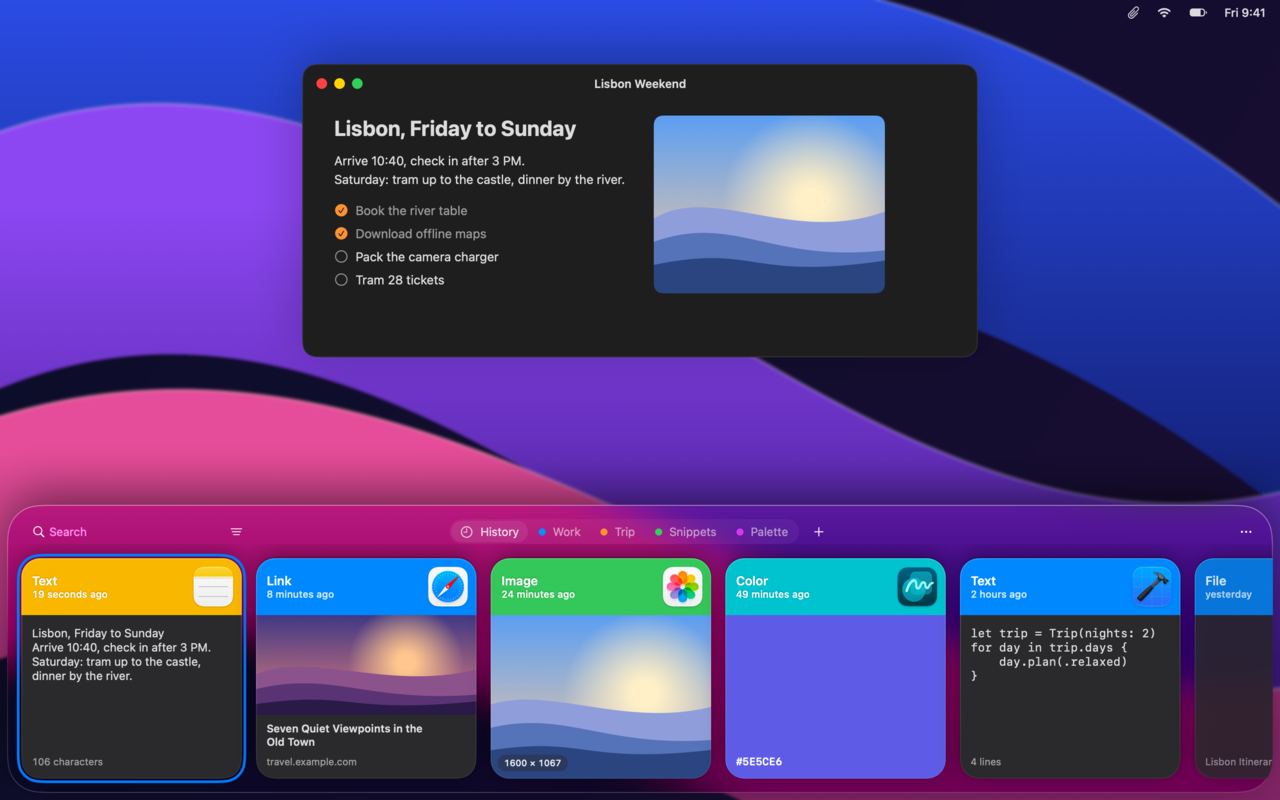 Fri 9:41
Lisbon Weekend
Lisbon, Friday to Sunday
Arrive 10:40, check in after 3 PM.
Saturday: tram up to the castle, dinner by the river.
Book the river table
Download offline maps
Pack the camera charger
Tram 28 tickets
Search
History
Work
Trip
Snippets
Palette
Text
19 seconds ago
Lisbon, Friday to Sunday
Arrive 10:40, check in after 3 PM.
Saturday: tram up to the castle,
dinner by the river.
106 characters
Link
8 minutes ago
Seven Quiet Viewpoints in the
Old Town
travel.example.com
Image
24 minutes ago
1600 × 1067
Color
49 minutes ago
#5E5CE6
Text
2 hours ago
let trip = Trip(nights: 2)
for day in trip.days {
    day.plan(.relaxed)
}
4 lines
File
yesterday
Lisbon Itinerar